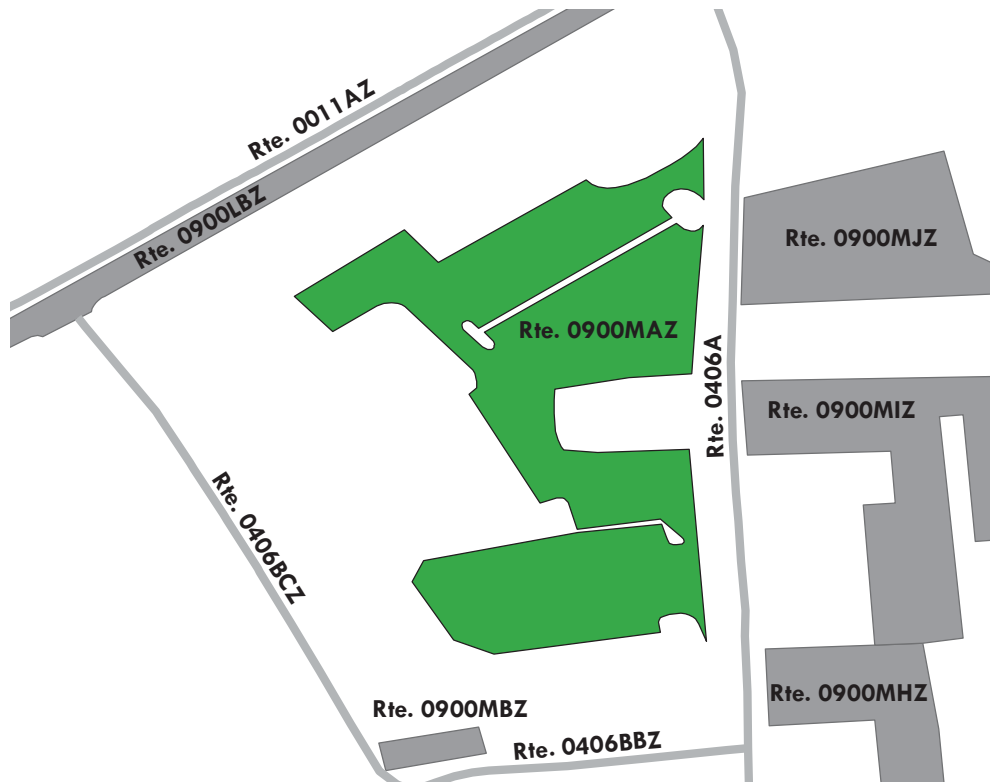 Rte. 0011AZ
Rte. 0900LBZ
Rte. 0900MJZ
Rte. 0900MAZ
Rte. 0406A
Rte. 0900MIZ
Rte. 0406BCZ
Rte. 0900MHZ
Rte. 0900MBZ
Rte. 0406BBZ